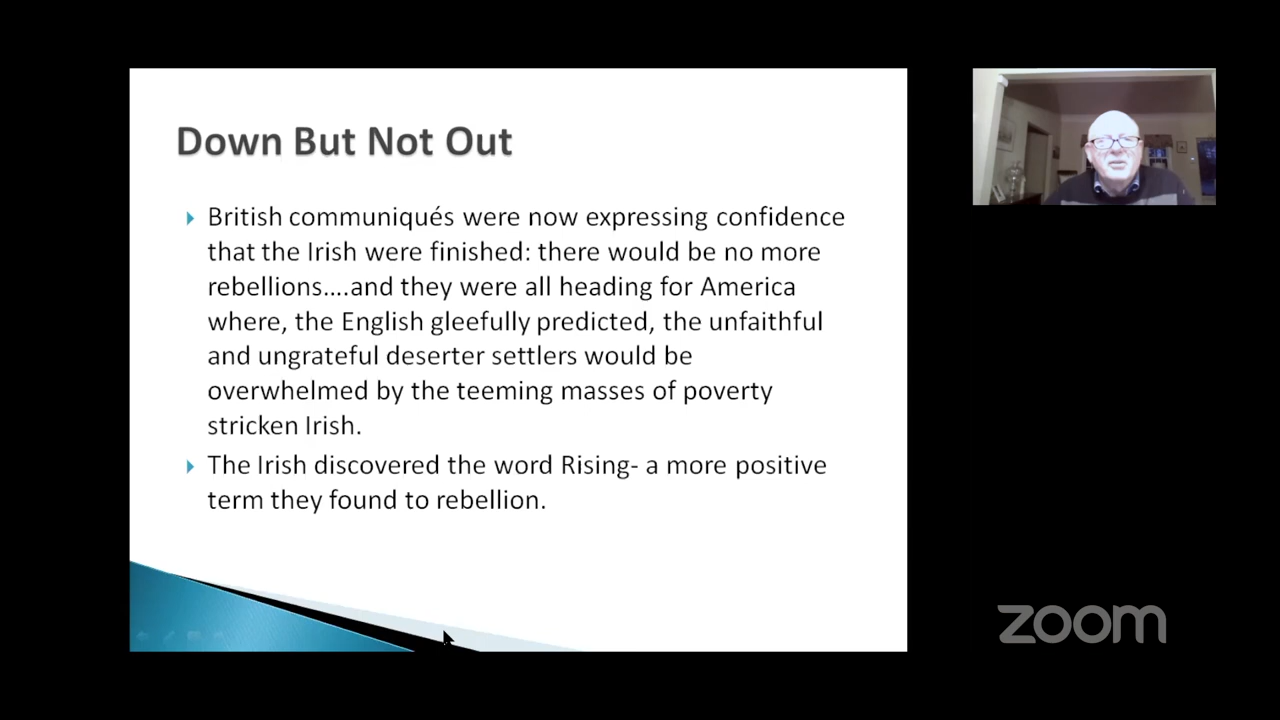 Down But Not Out
British communiqués were now expressing confidence
that the Irish were finished: there would be no more
rebellions....and they were all heading for America
where, the English gleefully predicted, the unfaithful
and ungrateful deserter settlers would be
overwhelmed by the teeming masses of poverty
stricken Irish.
The Irish discovered the word Rising- a more positive
term they found to rebellion.
zoom